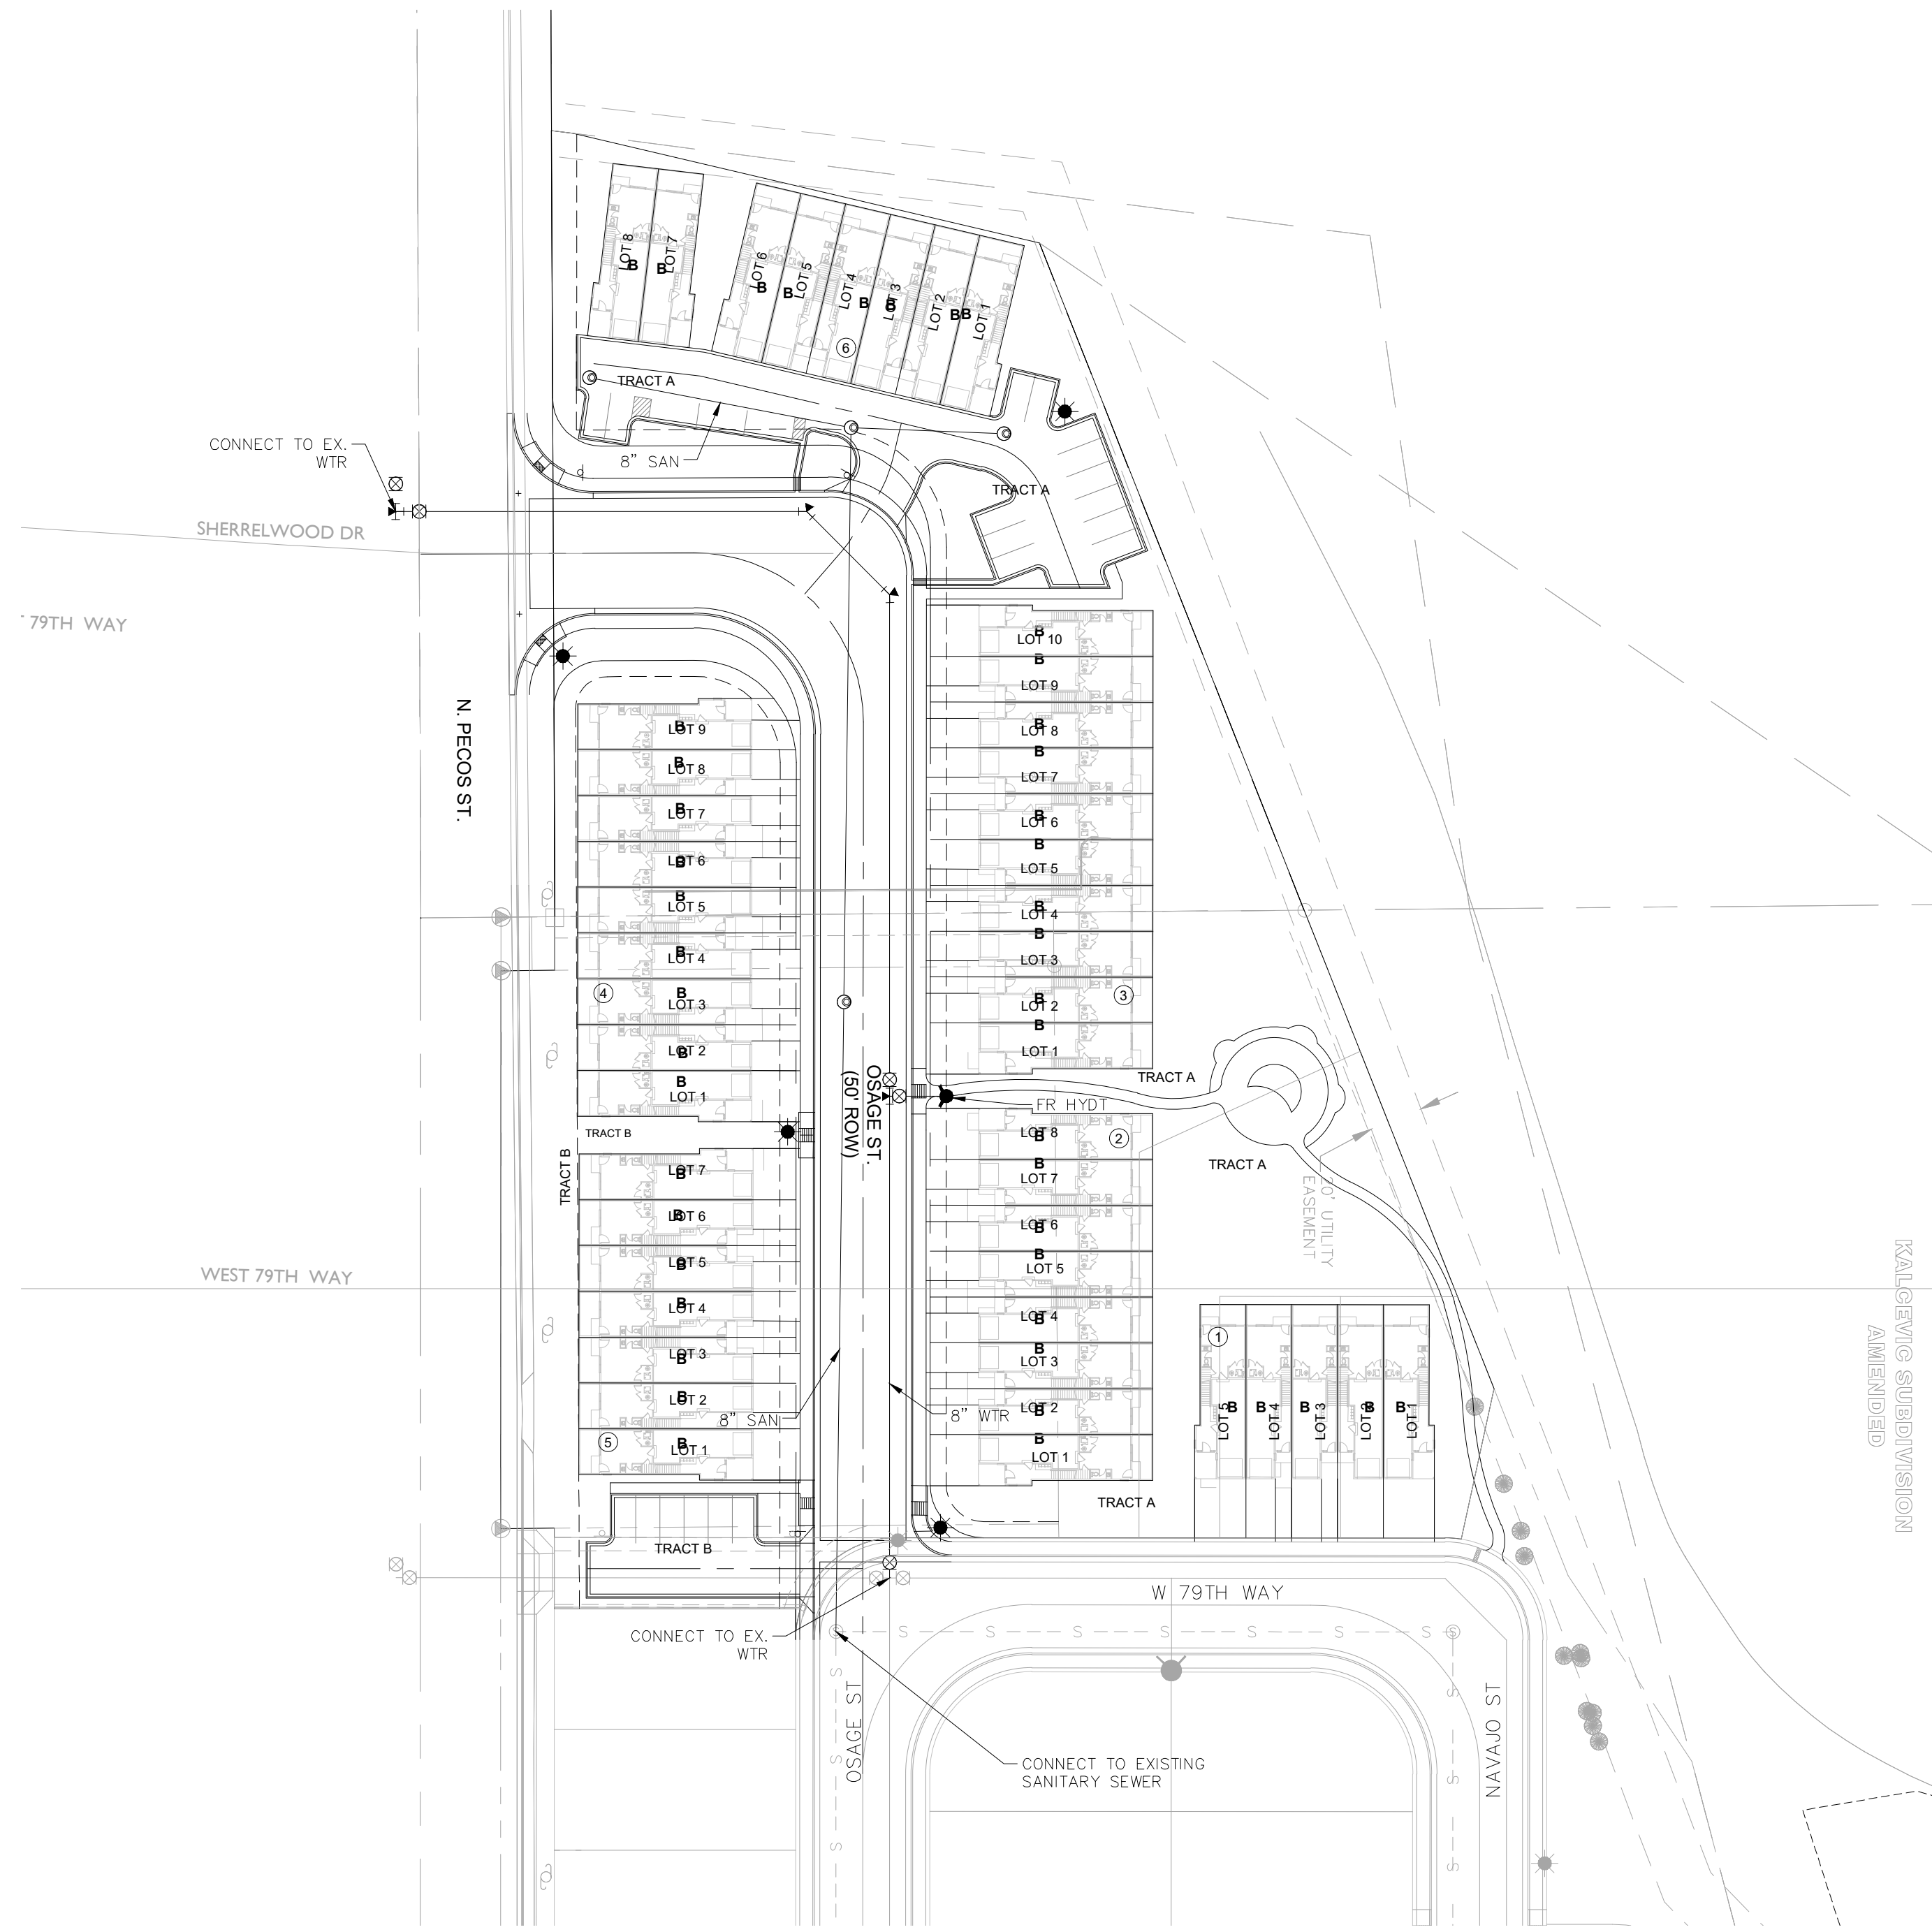 LOT 8
B
LOT 7
B
LOT 6
B
LOT 5
B
LOT 4
B
LOT 3
B
LOT 2
B
LOT 1
B
6
TRACT A
8" SAN
CONNECT TO EX.
WTR
SHERRELWOOD DR
TRACT A
79TH WAY
N. PECOS ST.
LOT 10
B
LOT 9
B
LOT 8
B
LOT 7
B
LOT 6
B
LOT 5
B
LOT 4
B
LOT 3
B
LOT 2
B
LOT 1
B
3
LOT 9
B
LOT 8
B
LOT 7
B
LOT 6
B
LOT 5
B
LOT 4
B
LOT 3
B
LOT 2
B
LOT 1
B
4
OSAGE ST.
(50' ROW)
TRACT A
FR HYDT
TRACT B
TRACT B
LOT 7
B
LOT 6
B
LOT 5
B
LOT 4
B
LOT 3
B
LOT 2
B
LOT 1
B
5
LOT 8
B
LOT 7
B
LOT 6
B
LOT 5
B
LOT 4
B
LOT 3
B
LOT 2
B
LOT 1
B
2
TRACT A
20' UTILITY
EASEMENT
WEST 79TH WAY
1
LOT 5
B
LOT 4
B
LOT 3
B
LOT 2
B
LOT 1
B
KALCEVIC SUBDIVISION
AMENDED
8" SAN
8" WTR
TRACT A
TRACT B
W 79TH WAY
CONNECT TO EX.
WTR
S S S S S S S S
OSAGE ST
NAVAJO ST
CONNECT TO EXISTING
SANITARY SEWER
S
S
S
S
S
S